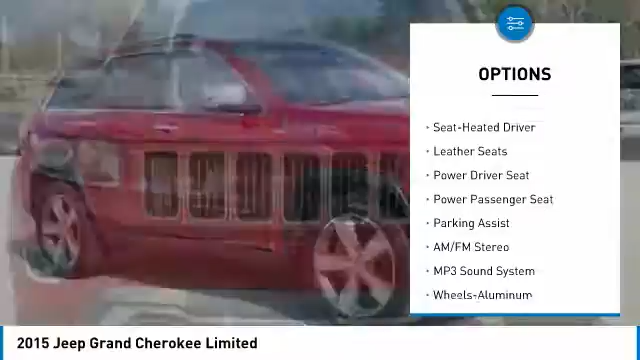 OPTIONS
· Seat-Heated Driver
· Leather Seats
· Power Driver Seat
· Power Passenger Seat
· Parking Assist
· AM/FM Stereo
· MP3 Sound System
· Wheels-Aluminum
2015 Jeep Grand Cherokee Limited